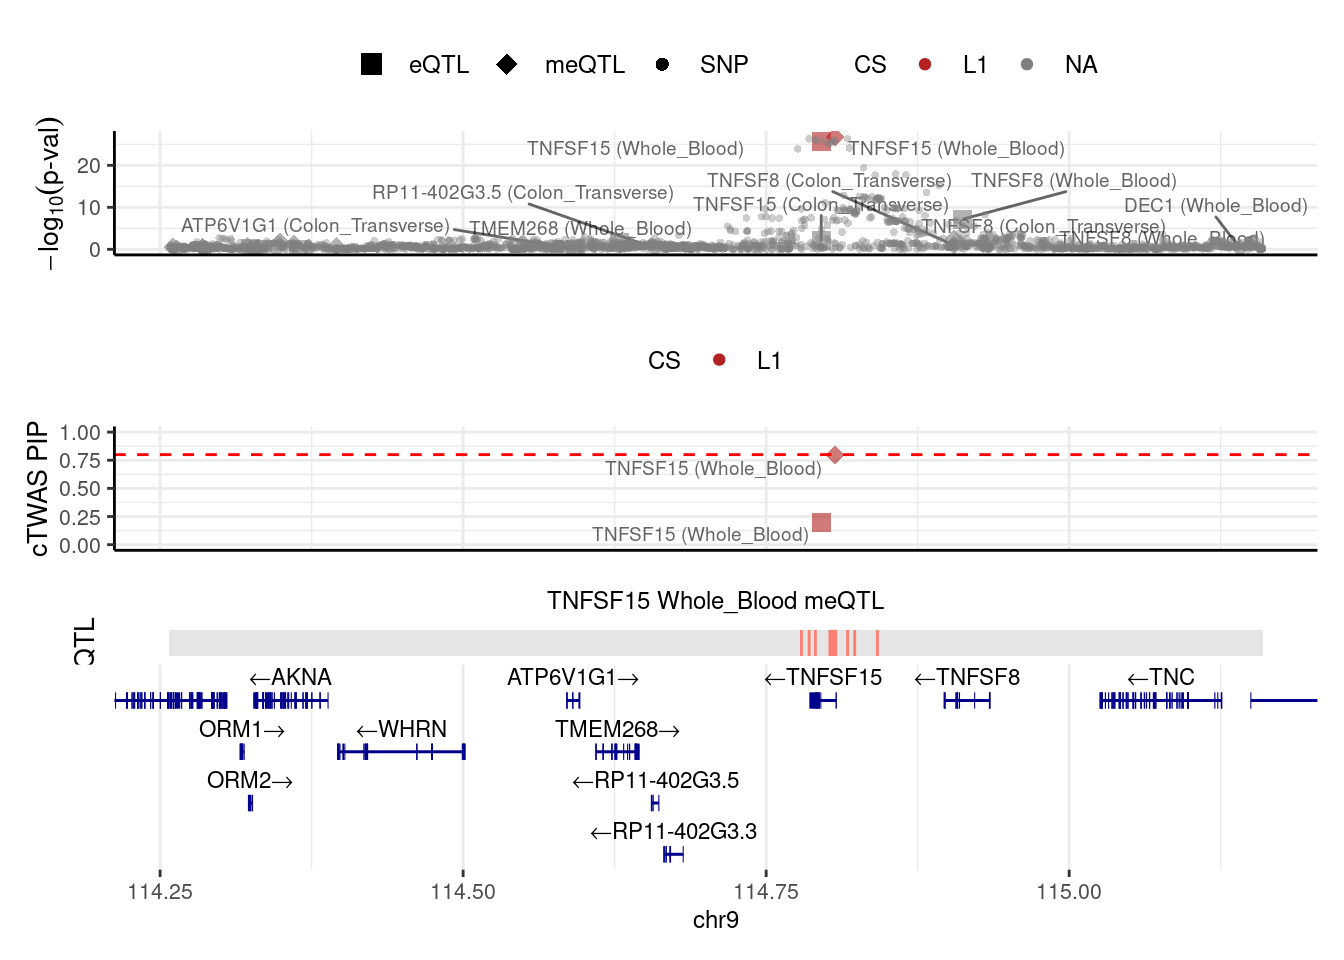 eQTL meQTL SNP CS L1 NA
−log10(p-val)
20
10
0
TNFSF15 (Whole_Blood)
TNFSF15 (Whole_Blood)
TNFSF8 (Colon_Transverse)
TNFSF8 (Whole_Blood)
RP11-402G3.5 (Colon_Transverse)
TNFSF15 (Colon_Transverse)
DEC1 (Whole_Blood)
ATP6V1G1 (Colon_Transverse)
TMEM268 (Whole_Blood)
TNFSF8 (Colon_Transverse)
TNFSF8 (Whole_Blood)
CS L1
cTWAS PIP
1.00
0.75
0.50
0.25
0.00
TNFSF15 (Whole_Blood)
TNFSF15 (Whole_Blood)
TNFSF15 Whole_Blood meQTL
QTL
←AKNA ATP6V1G1→ ←TNFSF15 ←TNFSF8 ←TNC
ORM1→ ←WHRN TMEM268→
ORM2→ ←RP11-402G3.5
←RP11-402G3.3
114.25 114.50 114.75 115.00
chr9